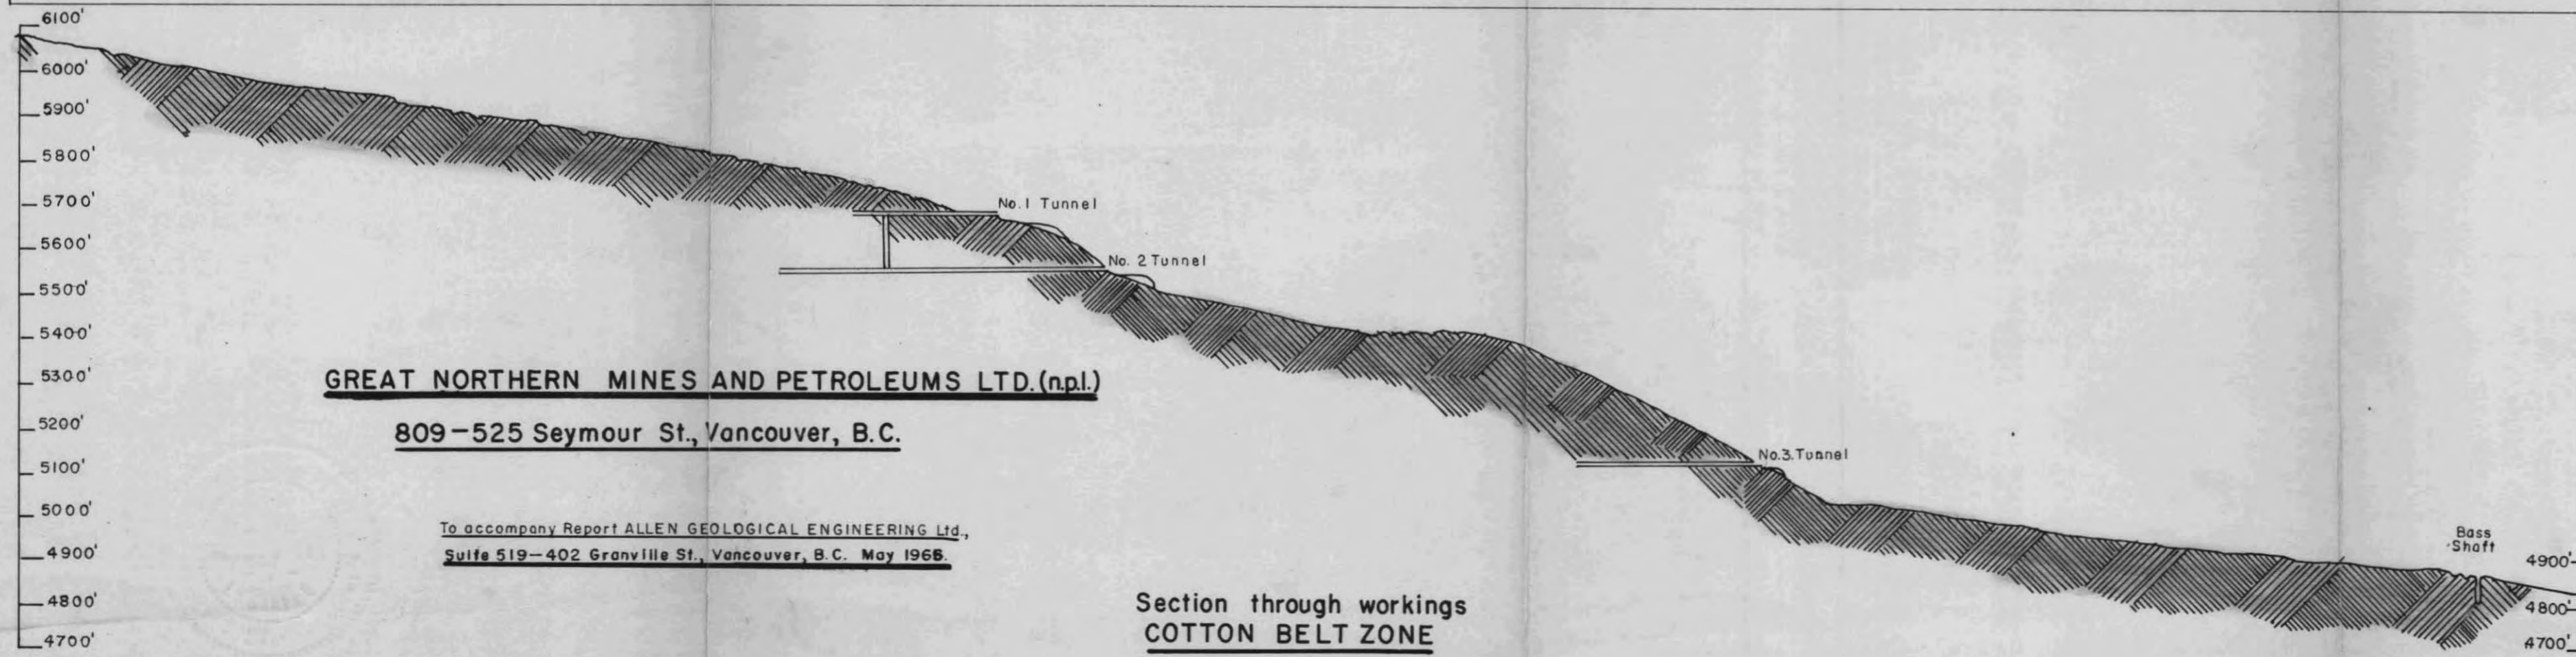 6100'
6000'
5900'
5800'
5700'
5600'
5500'
5400'
5300'
5200'
5100'
5000'
4900'
4800'
4700'
No.1 Tunnel
No. 2 Tunnel
GREAT NORTHERN MINES AND PETROLEUMS LTD.(n.p.l.)
809-525 Seymour St., Vancouver, B.C.
No.3. Tunnel
To accompany Report ALLEN GEOLOGICAL ENGINEERING Ltd.,
Suite 519-402 Granville St., Vancouver, B.C. May 1966.
Bass
Shaft
Section through workings
COTTON BELT ZONE
4900'
4800'
4700'